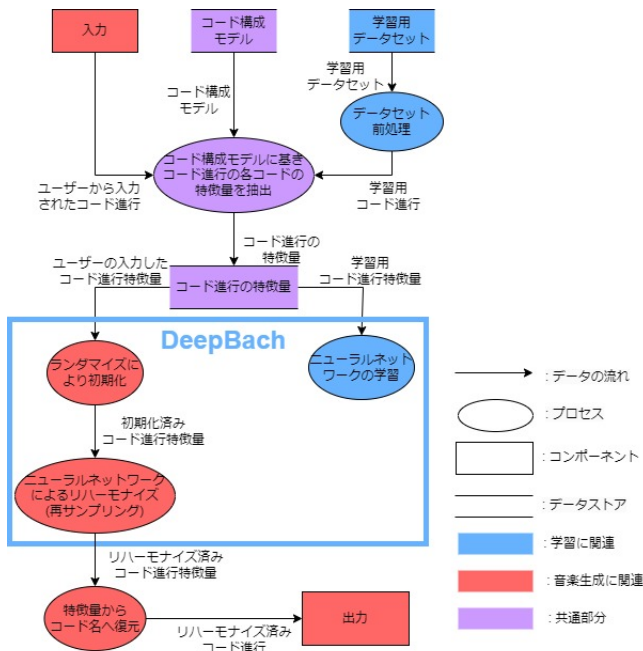 入力
コード構成
モデル
学習用
データセット
コード構成
モデル
学習用
データセット
データセット
前処理
コード構成モデルに基き
コード進行の各コードの
特徴量を抽出
ユーザーから入力
されたコード進行
学習用
コード進行
コード進行の
特徴量
ユーザーの入力した
コード進行特徴量
コード進行の特徴量
学習用
コード進行特徴量
DeepBach
ランダマイズに
より初期化
ニューラルネット
ワークの学習
初期化済み
コード進行特徴量
ニューラルネットワーク
によるリハーモナイズ
(再サンプリング)
リハーモナイズ済み
コード進行特徴量
特徴量から
コード名へ復元
リハーモナイズ済み
コード進行
出力
: データの流れ
: プロセス
: コンポーネント
: データストア
: 学習に関連
: 音楽生成に関連
: 共通部分